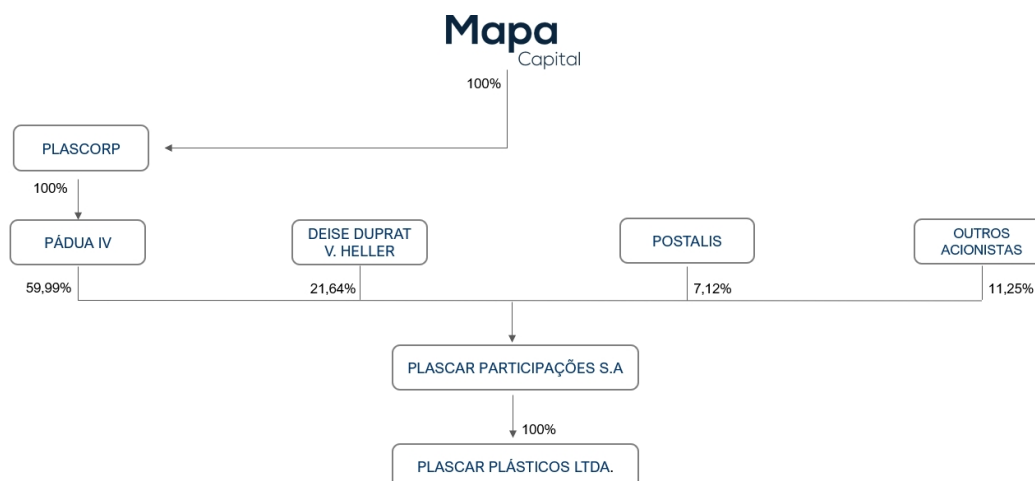 Mapa
Capital
100%
PLASCORP
100%
PÁDUA IV
DEISE DUPRAT
V. HELLER
POSTALIS
OUTROS
ACIONISTAS
59,99%
21,64%
7,12%
11,25%
PLASCAR PARTICIPAÇÕES S.A
100%
PLASCAR PLÁSTICOS LTDA.